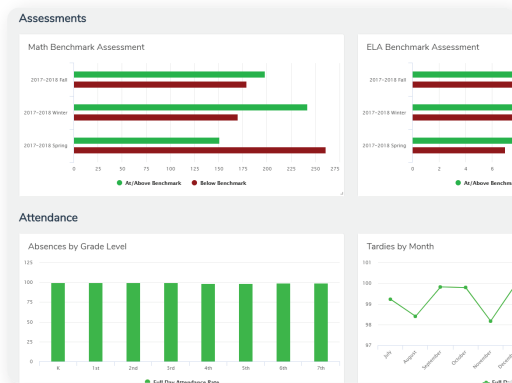 Assessments
Math Benchmark Assessment
2017-2018 Fall
2017-2018 Winter
2017-2018 Spring
0 25 50 75 100 125 150 175 200 225 250 275
At/Above Benchmark Below Benchmark
ELA Benchmark Assessment
2017-2018 Fall
2017-2018 Winter
2017-2018 Spring
0 2 4 6
At/Above Benchm
Attendance
Absences by Grade Level
125
100
75
50
25
0
K 1st 2nd 3rd 4th 5th 6th 7th
Full Day Attendance Rate
Tardies by Month
101
100
99
98
97
July August September October November Decem
Full D